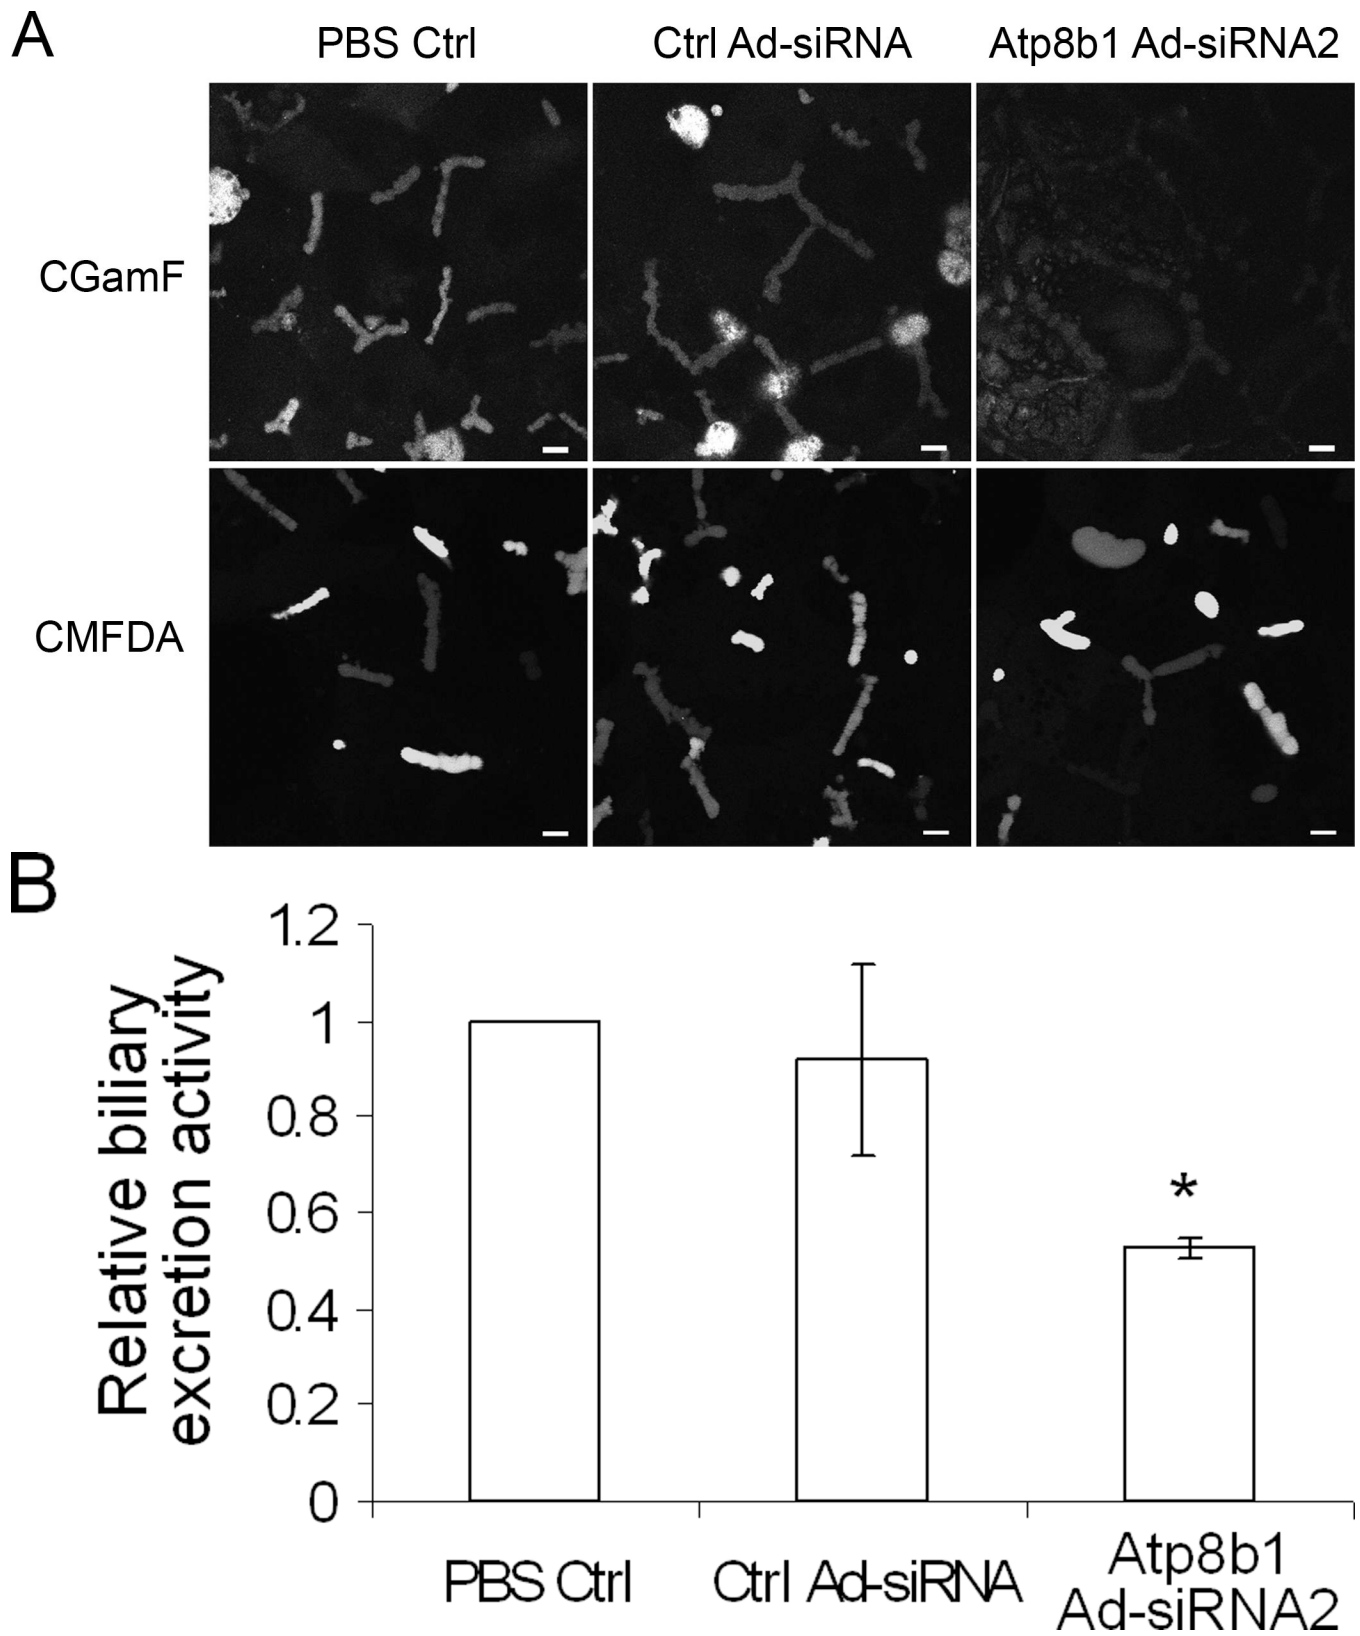 A
PBS Ctrl
Ctrl Ad-siRNA
Atp8b1 Ad-siRNA2
CGamF
CMFDA
B
Relative biliary
excretion activity
1.2
1
0.8
0.6
0.4
0.2
0
*
PBS Ctrl
Ctrl Ad-siRNA
Atp8b1
Ad-siRNA2